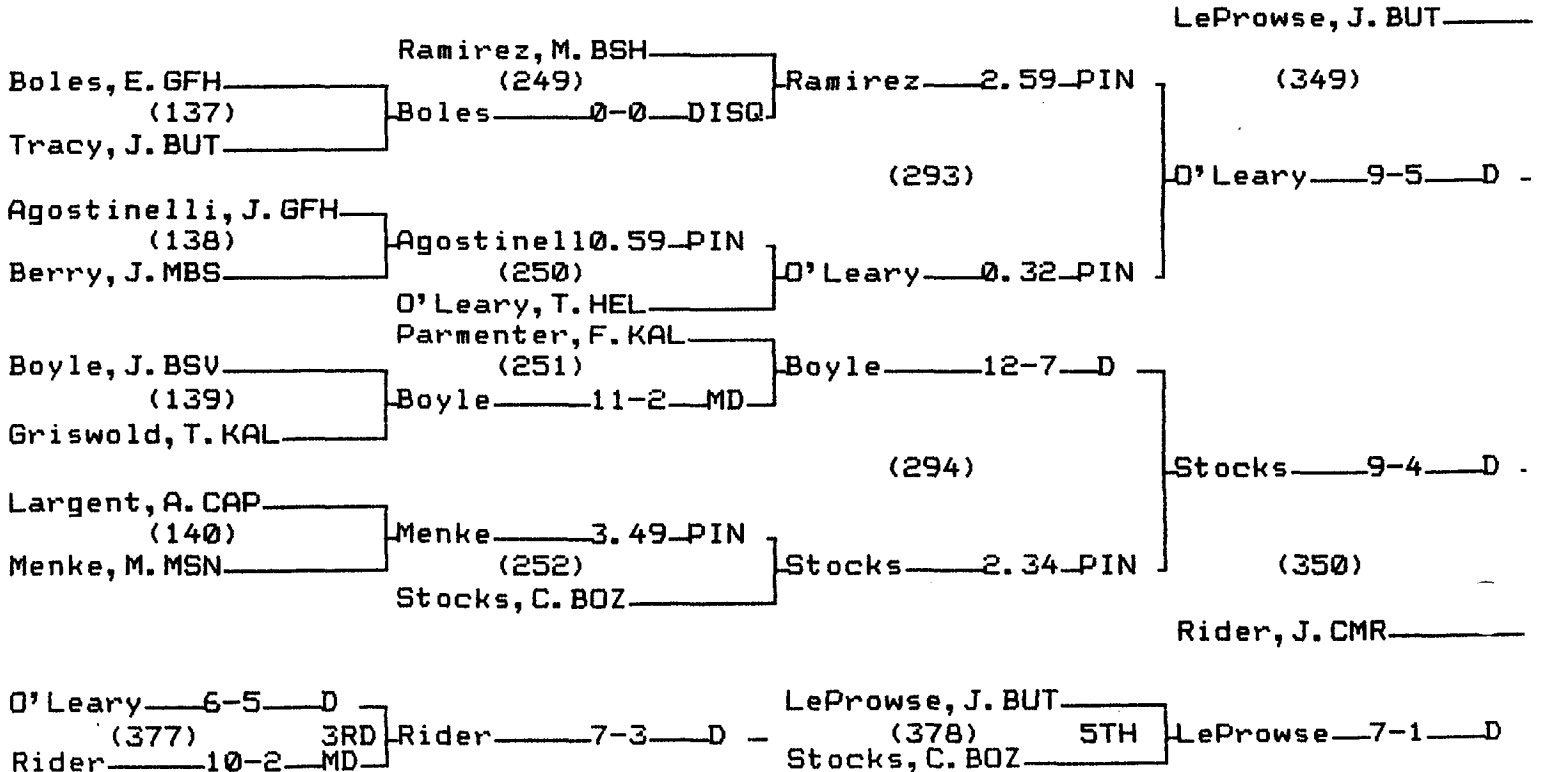 LeProwse, J. BUT
Ramirez, M. BSH
Boles, E. GFH (249) Ramirez 2.59 PIN (349)
(137) Boles 0-0 DISQ
Tracy, J. BUT
(293) O'Leary 9-5 D
Agostinelli, J. GFH
(138) Agostinell0.59 PIN
Berry, J. MBS (250) O'Leary 0.32 PIN
O'Leary, T. HEL
Parmenter, F. KAL
Boyle, J. BSV (251) Boyle 12-7 D
(139) Boyle 11-2 MD
Griswold, T. KAL
(294) Stocks 9-4 D
Largent, A. CAP
(140) Menke 3.49 PIN
Menke, M. MSN (252) Stocks 2.34 PIN (350)
Stocks, C. BOZ
Rider, J. CMR
O'Leary 6-5 D LeProwse, J. BUT
(377) 3RD Rider 7-3 D (378) 5TH LeProwse 7-1 D
Rider 10-2 MD Stocks, C. BOZ